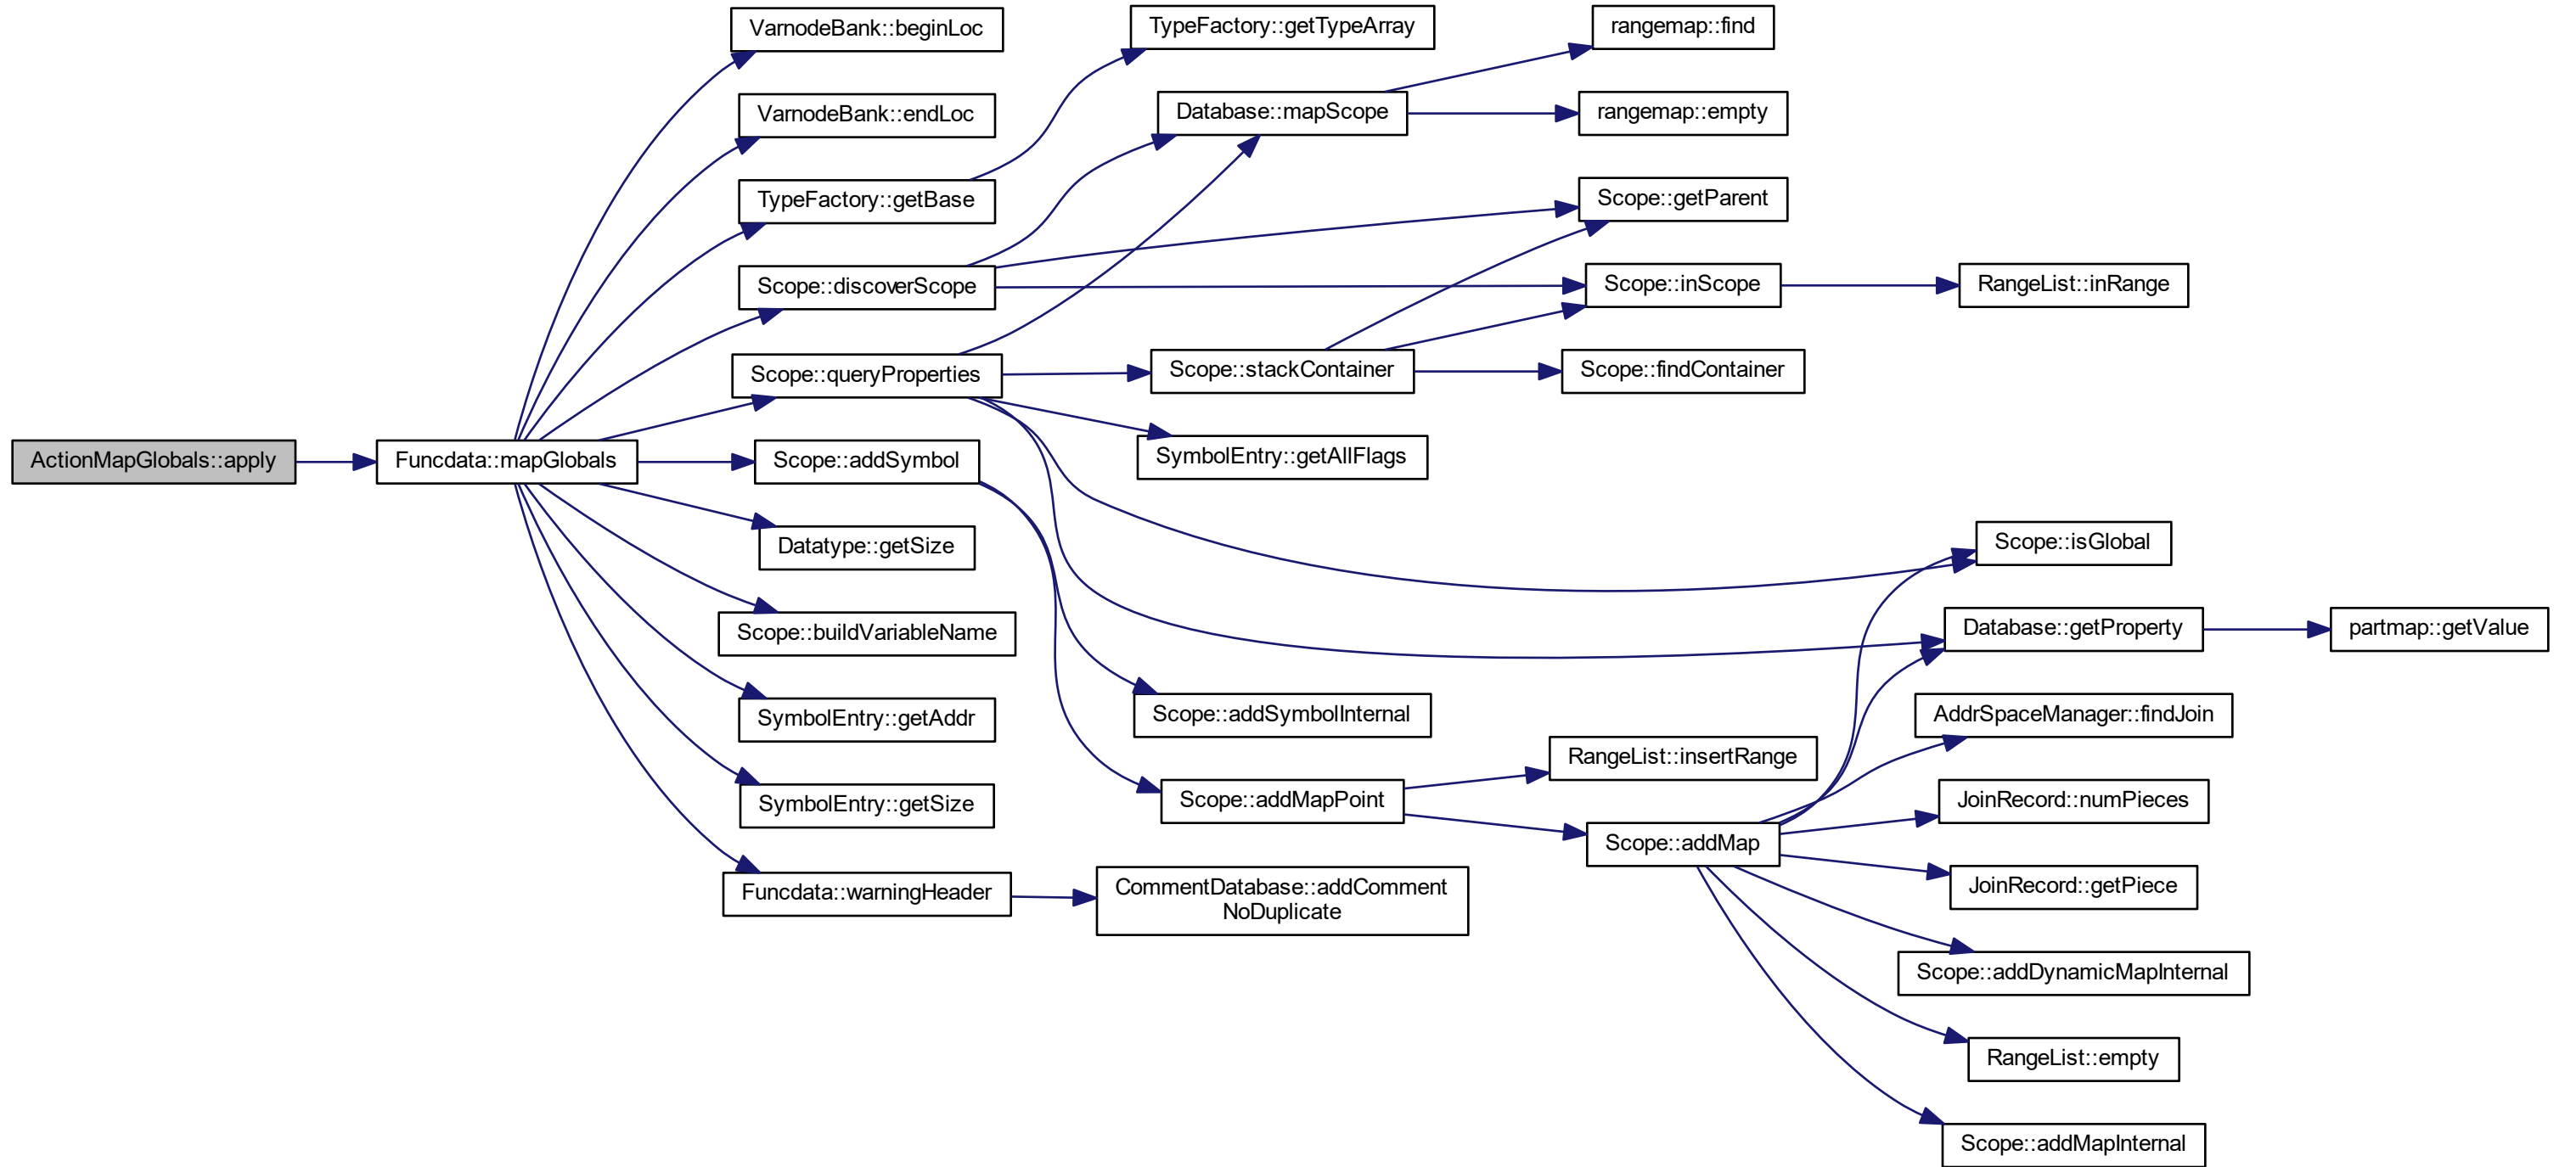 ActionMapGlobals::apply
Funcdata::mapGlobals
VarnodeBank::beginLoc
VarnodeBank::endLoc
TypeFactory::getBase
Scope::discoverScope
Scope::queryProperties
Scope::addSymbol
Datatype::getSize
Scope::buildVariableName
SymbolEntry::getAddr
SymbolEntry::getSize
Funcdata::warningHeader
TypeFactory::getTypeArray
Database::mapScope
Scope::stackContainer
SymbolEntry::getAllFlags
Scope::addSymbolInternal
Scope::addMapPoint
CommentDatabase::addComment
NoDuplicate
rangemap::find
rangemap::empty
Scope::getParent
Scope::inScope
Scope::findContainer
RangeList::insertRange
Scope::addMap
RangeList::inRange
Scope::isGlobal
Database::getProperty
AddrSpaceManager::findJoin
JoinRecord::numPieces
JoinRecord::getPiece
Scope::addDynamicMapInternal
RangeList::empty
Scope::addMapInternal
partmap::getValue